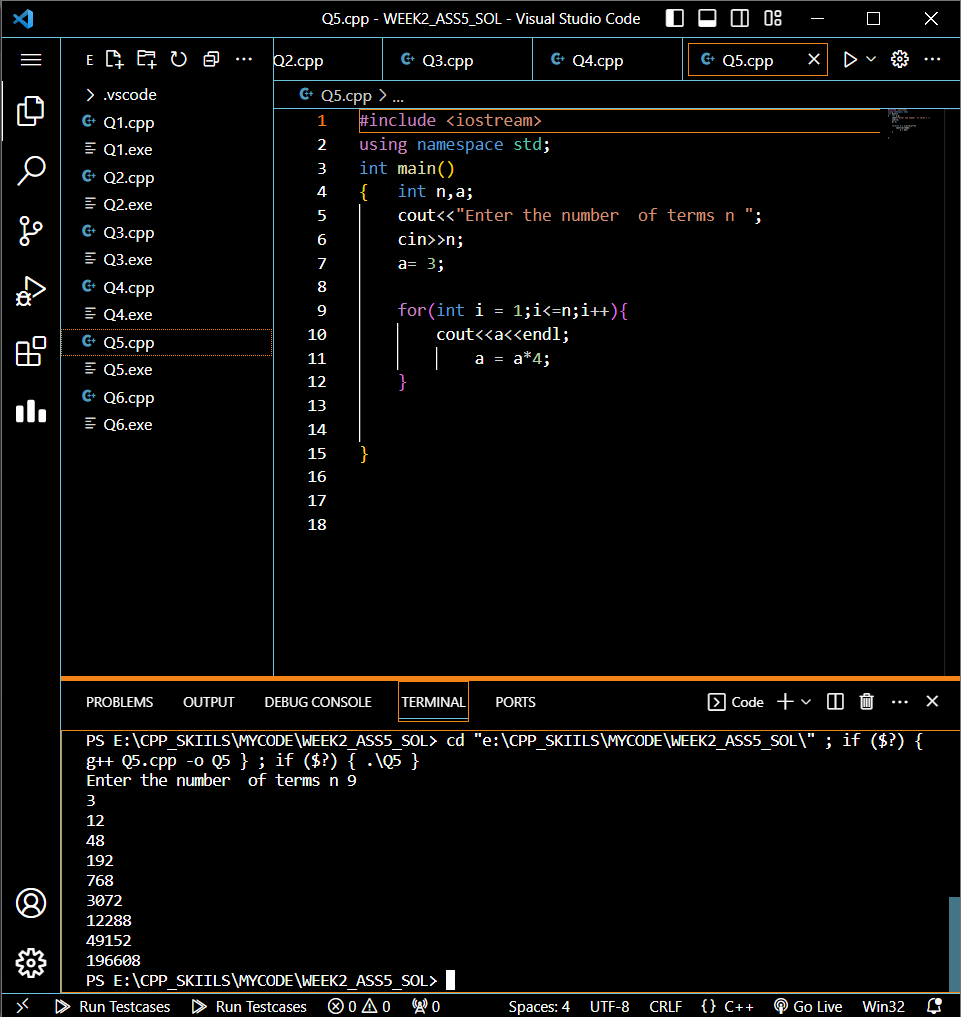 Q5.cpp - WEEK2_ASS5_SOL - Visual Studio Code
E
.vscode
Q1.cpp
Q1.exe
Q2.cpp
Q2.exe
Q3.cpp
Q3.exe
Q4.cpp
Q4.exe
Q5.cpp
Q5.exe
Q6.cpp
Q6.exe
Q2.cpp Q3.cpp Q4.cpp Q5.cpp
Q5.cpp > ...
1 #include <iostream>
2 using namespace std;
3 int main()
4 {   int n,a;
5     cout<<"Enter the number  of terms n ";
6     cin>>n;
7     a= 3;
8
9     for(int i = 1;i<=n;i++){
10         cout<<a<<endl;
11             a = a*4;
12     }
13
14
15 }
16
17
18
PROBLEMS OUTPUT DEBUG CONSOLE TERMINAL PORTS Code
PS E:\CPP_SKIILS\MYCODE\WEEK2_ASS5_SOL> cd "e:\CPP_SKIILS\MYCODE\WEEK2_ASS5_SOL\" ; if ($?) {
g++ Q5.cpp -o Q5 } ; if ($?) { .\Q5 }
Enter the number  of terms n 9
3
12
48
192
768
3072
12288
49152
196608
PS E:\CPP_SKIILS\MYCODE\WEEK2_ASS5_SOL>
Run Testcases Run Testcases 0 0 0 Spaces: 4 UTF-8 CRLF {} C++ Go Live Win32